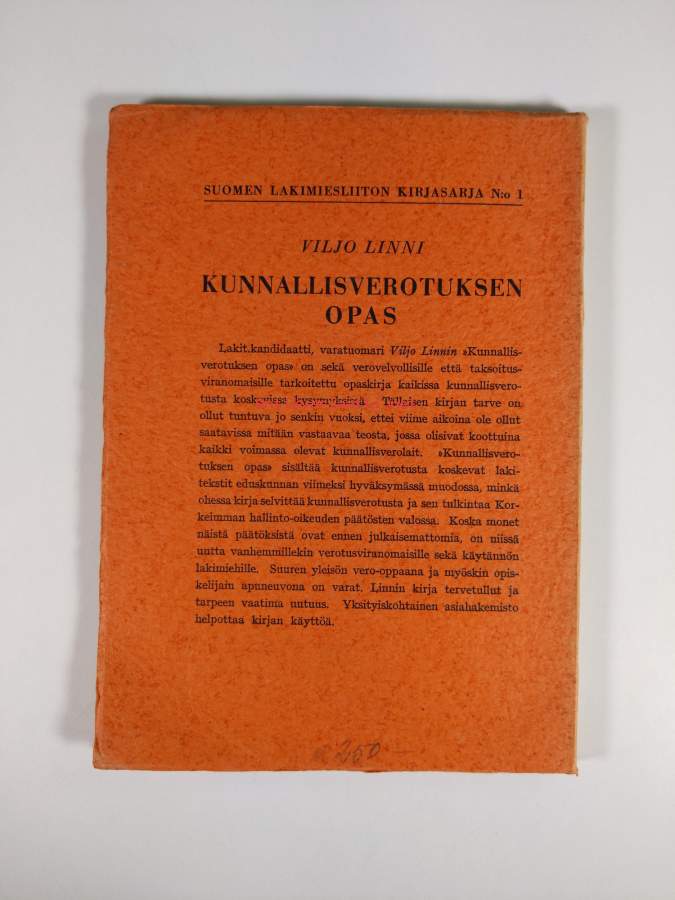 SUOMEN LAKIMIESLIITON KIRJASARJA N:o 1
VILJO LINNI
KUNNALLISVEROTUKSEN
OPAS
Lakit.kandidaatti, varatuomari Viljo Linnin »Kunnallis-
verotuksen opas» on sekä verovelvollisille että taksoitus-
viranomaisille tarkoitettu opaskirja kaikissa kunnallisvero-
tusta koskevissa kysymyksissä. Tällaisen kirjan tarve on
ollut tuntuva jo senkin vuoksi, ettei viime aikoina ole ollut
saatavissa mitään vastaavaa teosta, jossa olisivat koottuina
kaikki voimassa olevat kunnallisverolait. »Kunnallisvero-
tuksen opas» sisältää kunnallisverotusta koskevat laki-
tekstit eduskunnan viimeksi hyväksymässä muodossa, minkä
ohessa kirja selvittää kunnallisverotusta ja sen tulkintaa Kor-
keimman hallinto-oikeuden päätösten valossa. Koska monet
näistä päätöksistä ovat ennen julkaisemattomia, on niissä
uutta vanhemmillekin verotusviranomaisille sekä käytännön
lakimiehille. Suuren yleisön vero-oppaana ja myöskin opis-
kelijain apuneuvona on varat. Linnin kirja tervetullut ja
tarpeen vaatima uutuus. Yksityiskohtainen asiahakemisto
helpottaa kirjan käyttöä.
250